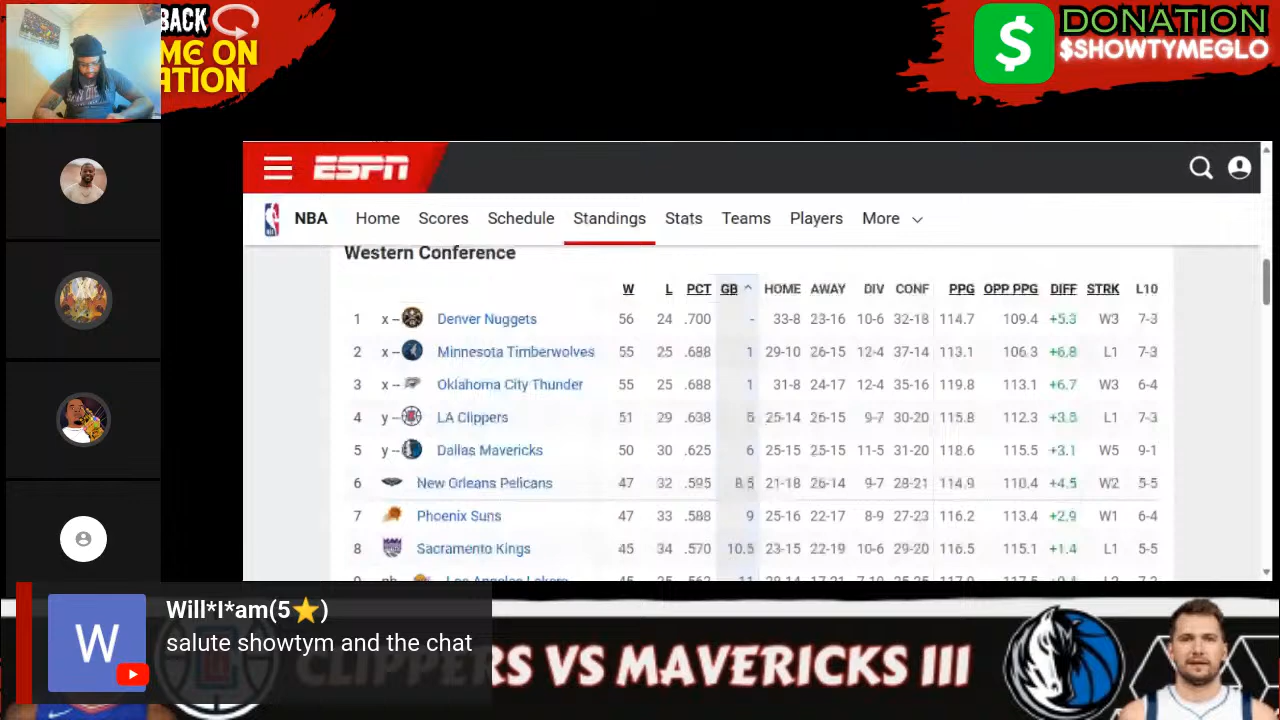 BACK
ME ON
ATION
DONATION
$SHOWTYMEGLO
ESPN
NBA Home Scores Schedule Standings Stats Teams Players More
Western Conference
W L PCT GB HOME AWAY DIV CONF PPG OPP PPG DIFF STRK L10
1 x -- Denver Nuggets 56 24 .700 - 33-8 23-16 10-6 32-18 114.7 109.4 +5.3 W3 7-3
2 x -- Minnesota Timberwolves 55 25 .688 1 29-10 26-15 12-4 37-14 113.1 106.3 +6.8 L1 7-3
3 x -- Oklahoma City Thunder 55 25 .688 1 31-8 24-17 12-4 35-16 119.8 113.1 +6.7 W3 6-4
4 y -- LA Clippers 51 29 .638 5 25-14 26-15 9-7 30-20 115.8 112.3 +3.5 L1 7-3
5 y -- Dallas Mavericks 50 30 .625 6 25-15 25-15 11-5 31-20 118.6 115.5 +3.1 W5 9-1
6 New Orleans Pelicans 47 32 .595 8.5 21-18 26-14 9-7 28-21 114.9 110.4 +4.5 W2 5-5
7 Phoenix Suns 47 33 .588 9 25-16 22-17 8-9 27-23 116.2 113.4 +2.9 W1 6-4
8 Sacramento Kings 45 34 .570 10.5 23-15 22-19 10-6 29-20 116.5 115.1 +1.4 L1 5-5
Los Angeles Lakers
W
Will*I*am(5⭐)
salute showtym and the chat
CLIPPERS VS MAVERICKS III